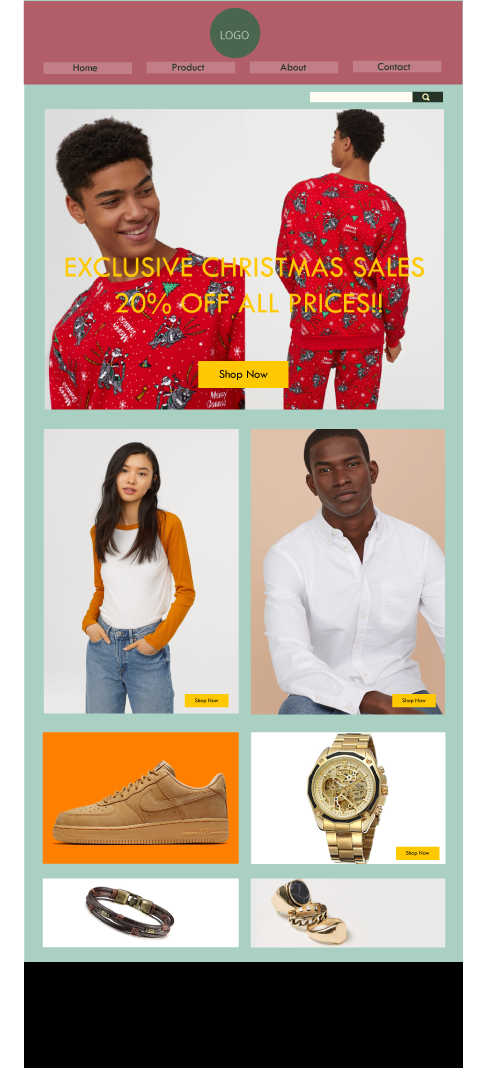 LOGO
Home
Product
About
Contact
EXCLUSIVE CHRISTMAS SALES
20% OFF ALL PRICES!!
Shop Now
Shop Now
Shop Now
Shop Now